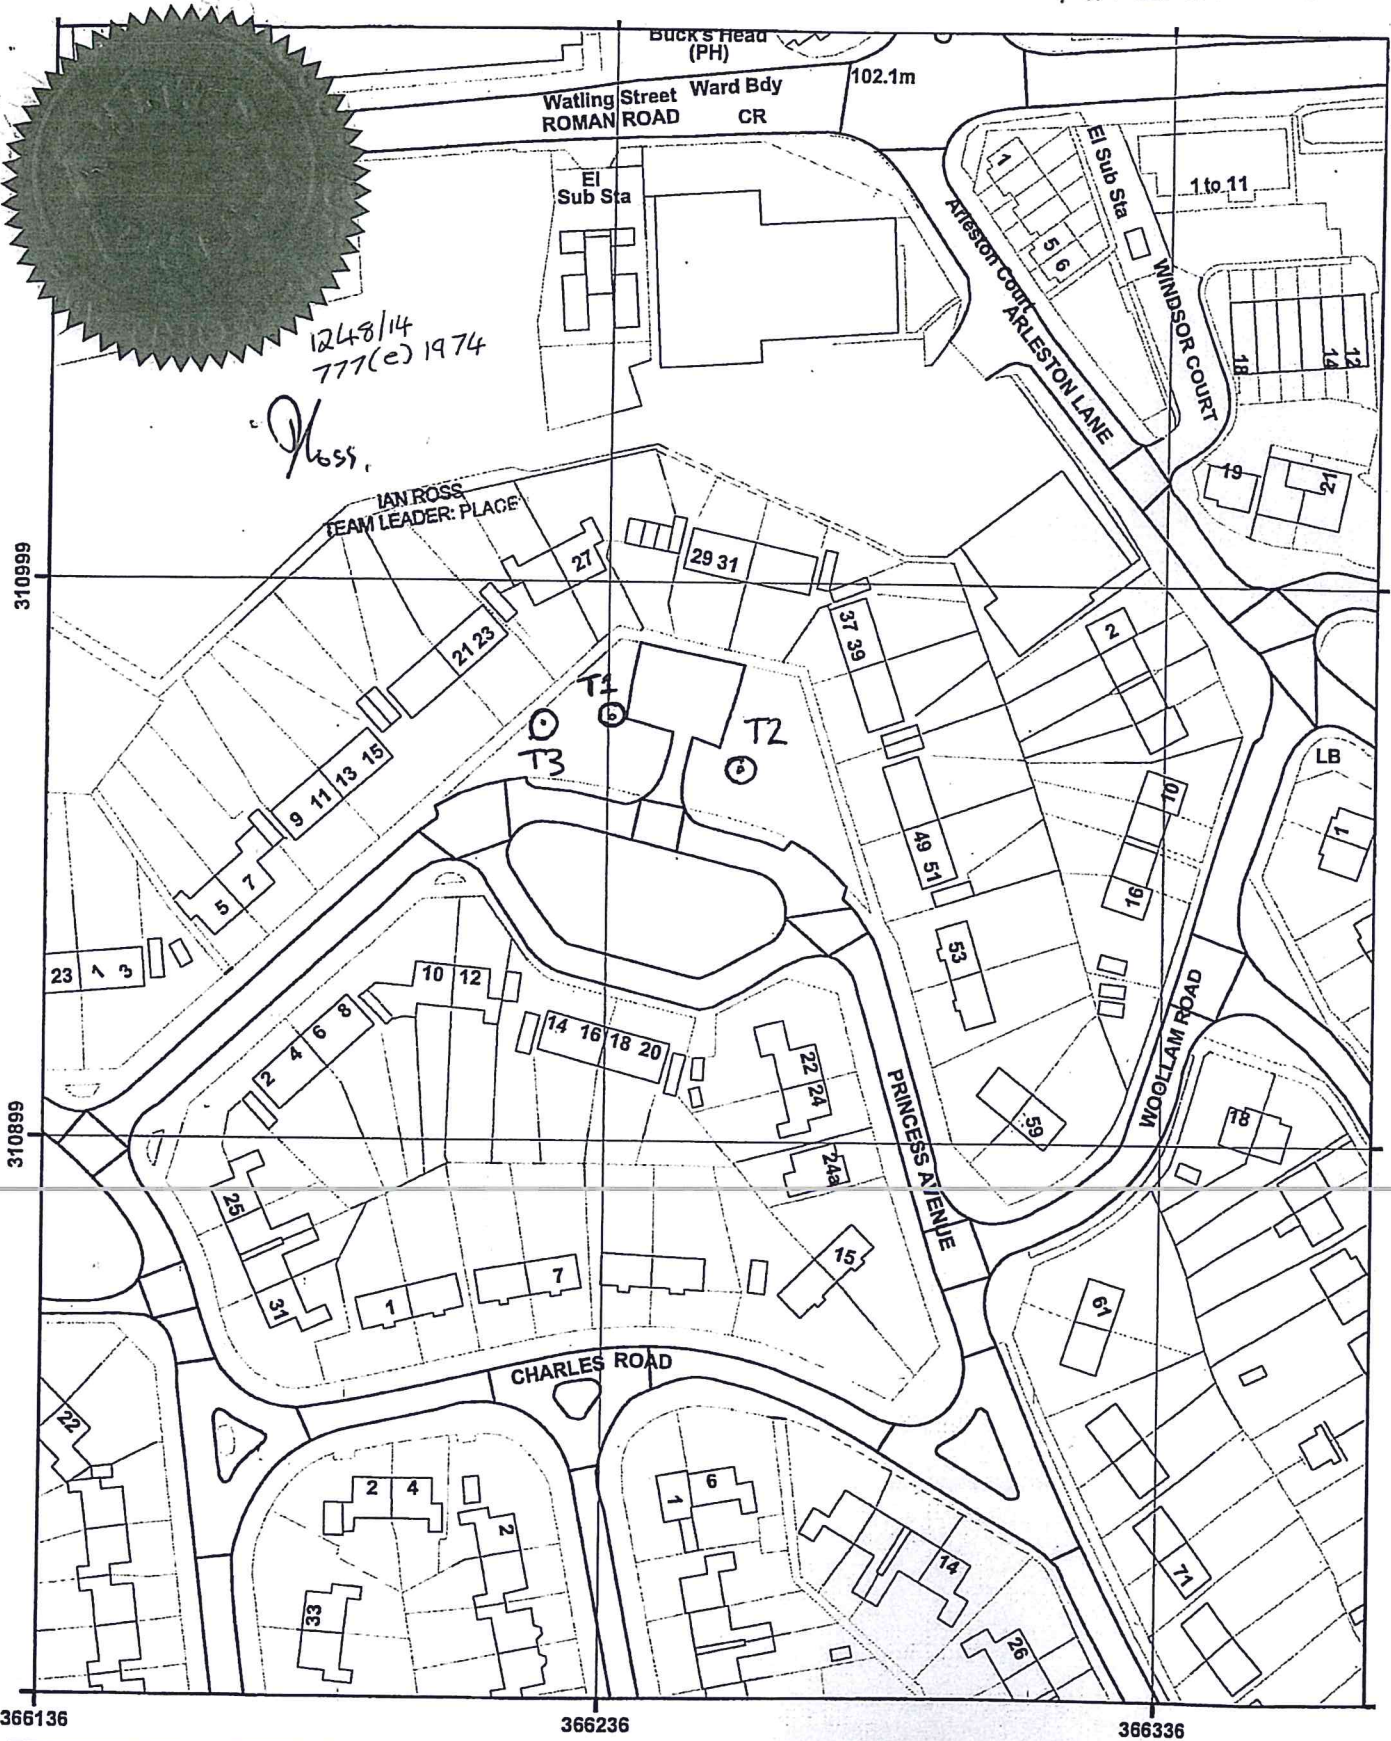 Buck's Head
(PH)
Ward Bdy
102.1m
Watling Street
ROMAN ROAD
CR
El
Sub Sta
1
5
6
El Sub Sta
1 to 11
Arleston Court
ARLESTON LANE
WINDSOR COURT
18
14
12
19
21
1248/14
777(e) 1974
IAN ROSS
TEAM LEADER: PLACE
310999
27
29 31
21 23
37 39
2
T1
T2
T3
LB
9 11 13 15
10
1
5
7
49 51
16
23 1 3
53
10 12
2 4 6 8
14 16 18 20
22 24
PRINCESS AVENUE
WOOLLAM ROAD
59
18
310899
24a
25
31
1
7
15
61
CHARLES ROAD
22
2 4
2
1
6
14
71
33
26
366136
366236
366336